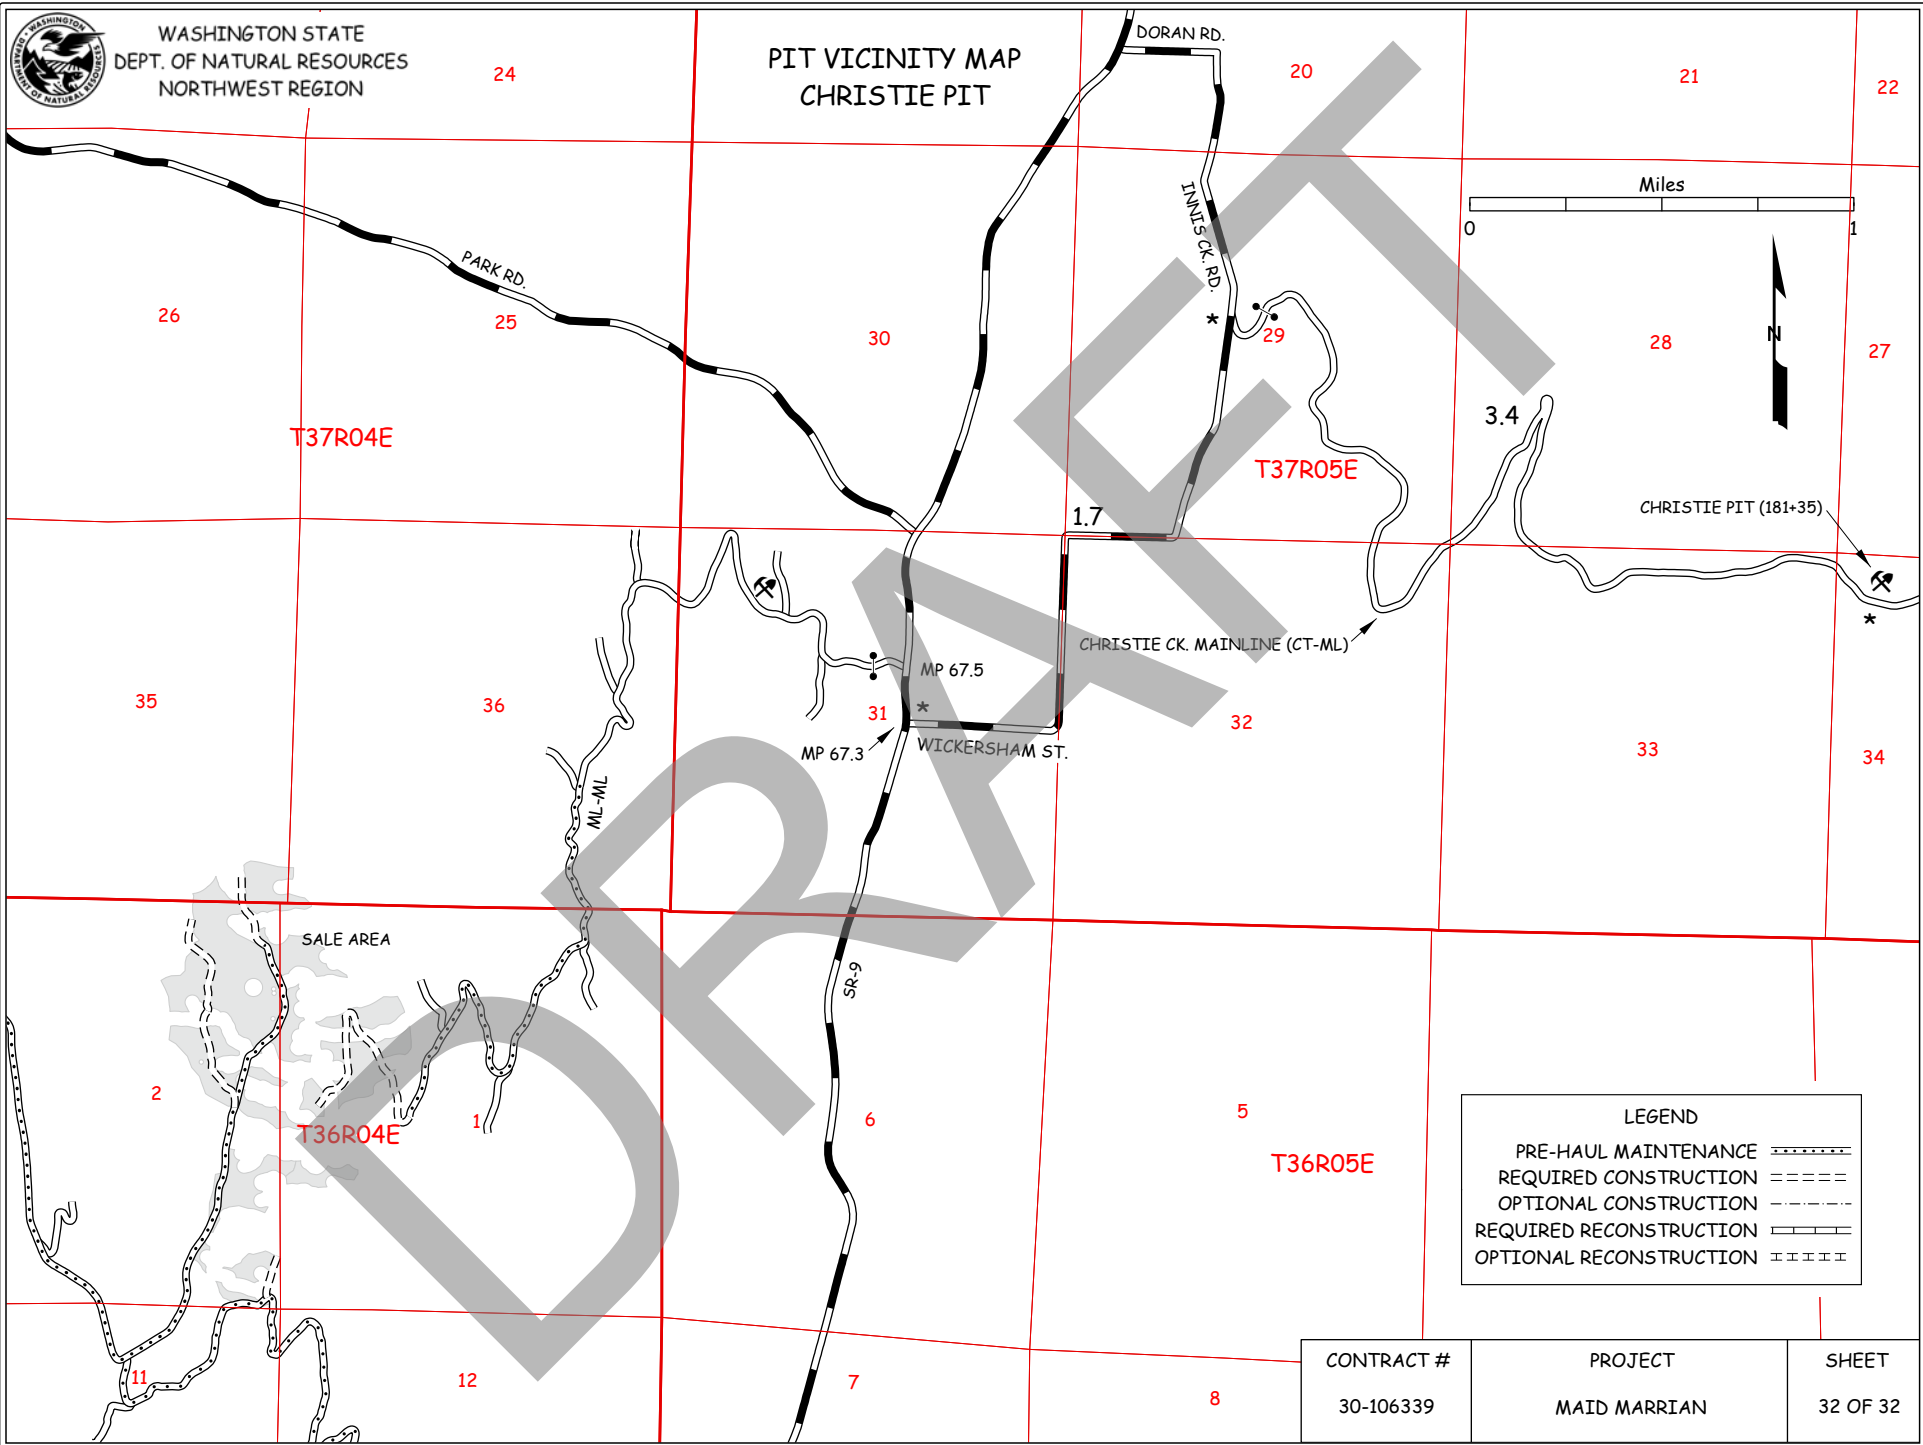 WASHINGTON STATE
DEPT. OF NATURAL RESOURCES
NORTHWEST REGION
WASHINGTON
DEPARTMENT OF NATURAL RESOURCES
PIT VICINITY MAP
CHRISTIE PIT
DORAN RD.
24
20
21
22
Miles
0
1
INNIS CK. RD.
PARK RD.
26
25
30
*
29
28
N
27
T37R04E
3.4
T37R05E
CHRISTIE PIT (181+35)
1.7
*
CHRISTIE CK. MAINLINE (CT-ML)
MP 67.5
35
36
31
*
32
33
34
MP 67.3
WICKERSHAM ST.
ML-ML
SALE AREA
SR-9
2
1
6
5
T36R04E
T36R05E
DRAFT
LEGEND
PRE-HAUL MAINTENANCE
REQUIRED CONSTRUCTION
OPTIONAL CONSTRUCTION
REQUIRED RECONSTRUCTION
OPTIONAL RECONSTRUCTION
11
12
7
8
CONTRACT #
PROJECT
SHEET
30-106339
MAID MARRIAN
32 OF 32